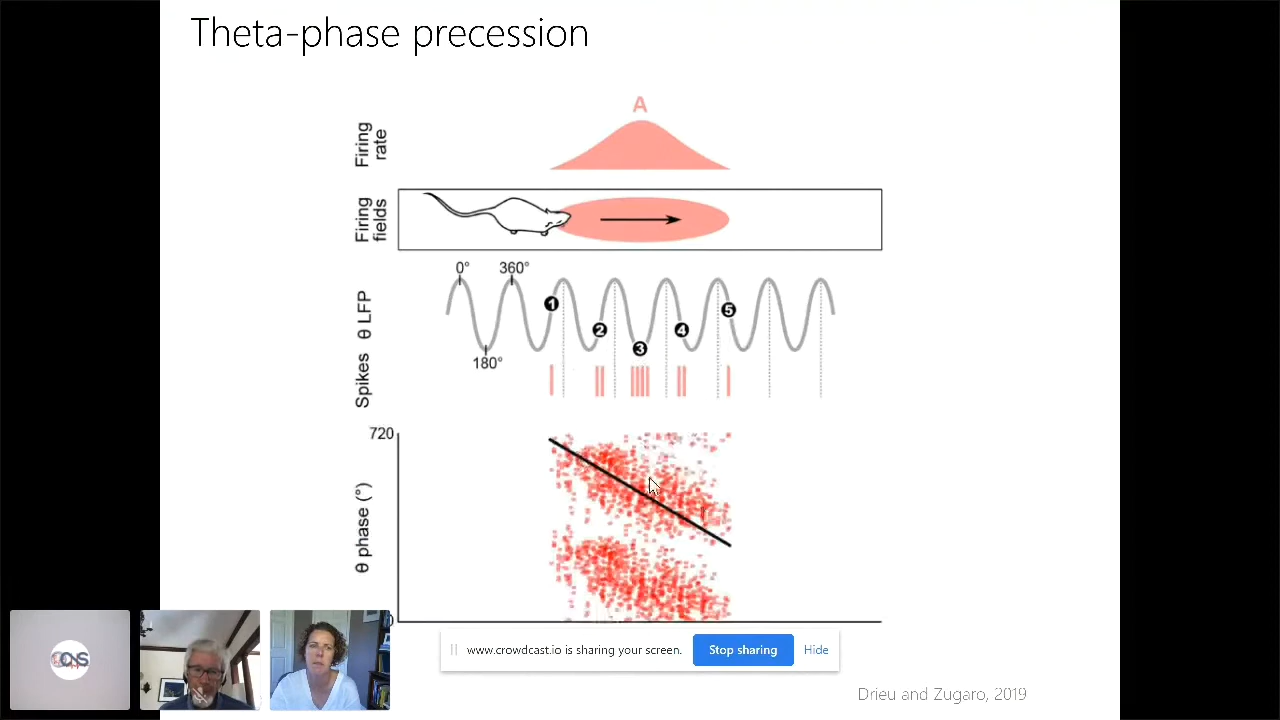 Theta-phase precession
A
Firing
rate
Firing
fields
0°
360°
θ LFP
1
2
3
4
5
180°
Spikes
720
θ phase (°)
0
www.crowdcast.io is sharing your screen.
Stop sharing
Hide
Drieu and Zugaro, 2019